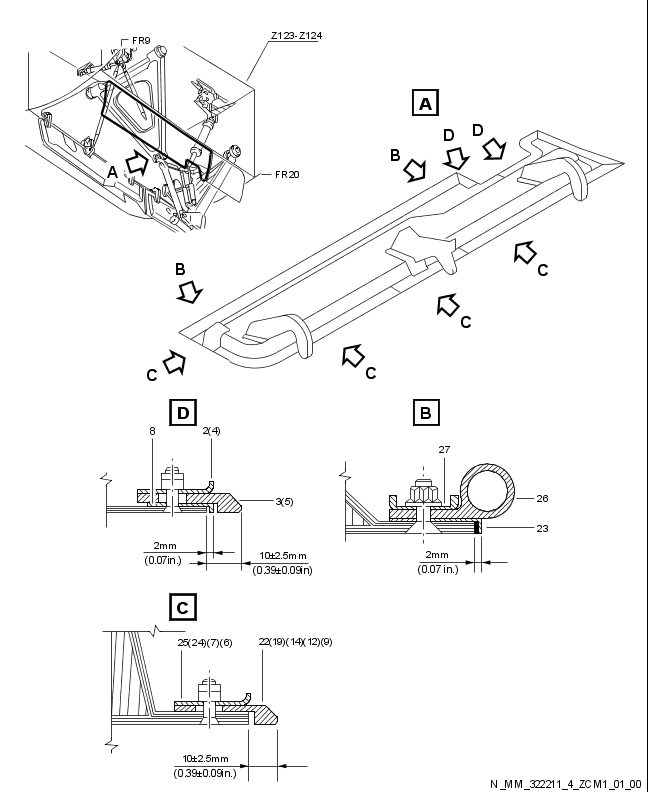 FR9
Z123-Z124
A
FR20
A
D
D
B
B
C
C
C
C
D
8
2(4)
3(5)
2mm
(0.07in.)
10±2.5mm
(0.39±0.09in)
B
27
26
23
2mm
(0.07 in.)
C
25(24)(7)(6)
22(19)(14)(12)(9)
10±2.5mm
(0.39±0.09in.)
N_MM_322211_4_ZCM1_01_00